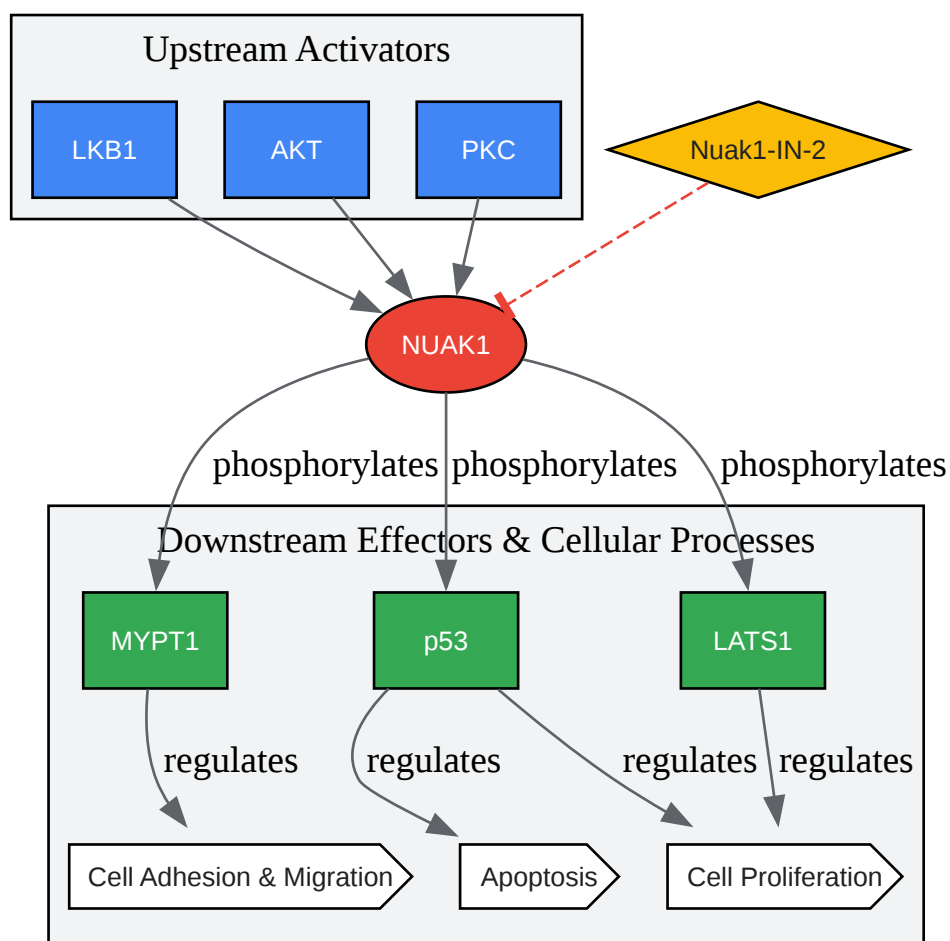 Upstream Activators
LKB1
AKT
PKC
Nuak1-IN-2
NUAK1
phosphorylates
phosphorylates
phosphorylates
Downstream Effectors & Cellular Processes
MYPT1
p53
LATS1
regulates
regulates
regulates
regulates
Cell Adhesion & Migration
Apoptosis
Cell Proliferation